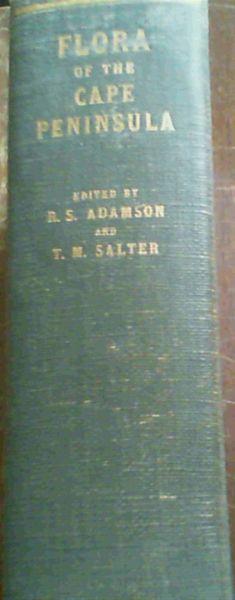 FLORA
OF THE
CAPE
PENINSULA
EDITED BY
R. S. ADAMSON
AND
T. M. SALTER